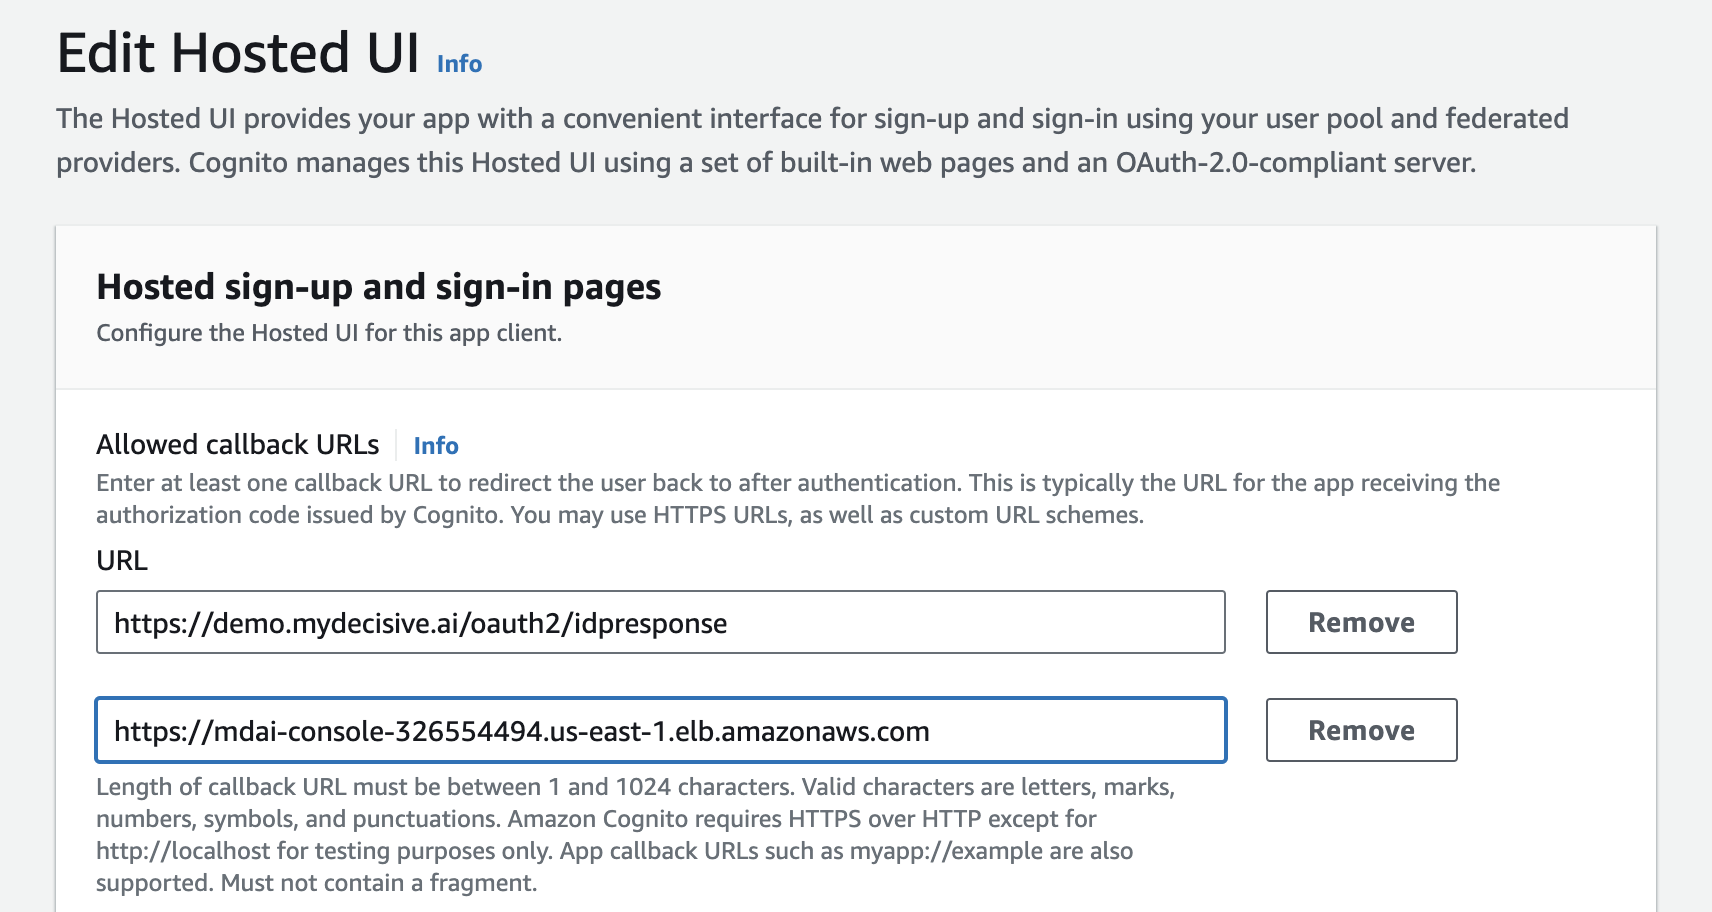 Edit Hosted UI Info
The Hosted UI provides your app with a convenient interface for sign-up and sign-in using your user pool and federated
providers. Cognito manages this Hosted UI using a set of built-in web pages and an OAuth-2.0-compliant server.
Hosted sign-up and sign-in pages
Configure the Hosted UI for this app client.
Allowed callback URLs Info
Enter at least one callback URL to redirect the user back to after authentication. This is typically the URL for the app receiving the
authorization code issued by Cognito. You may use HTTPS URLs, as well as custom URL schemes.
URL
https://demo.mydecisive.ai/oauth2/idpresponse Remove
https://mdai-console-326554494.us-east-1.elb.amazonaws.com Remove
Length of callback URL must be between 1 and 1024 characters. Valid characters are letters, marks,
numbers, symbols, and punctuations. Amazon Cognito requires HTTPS over HTTP except for
http://localhost for testing purposes only. App callback URLs such as myapp://example are also
supported. Must not contain a fragment.